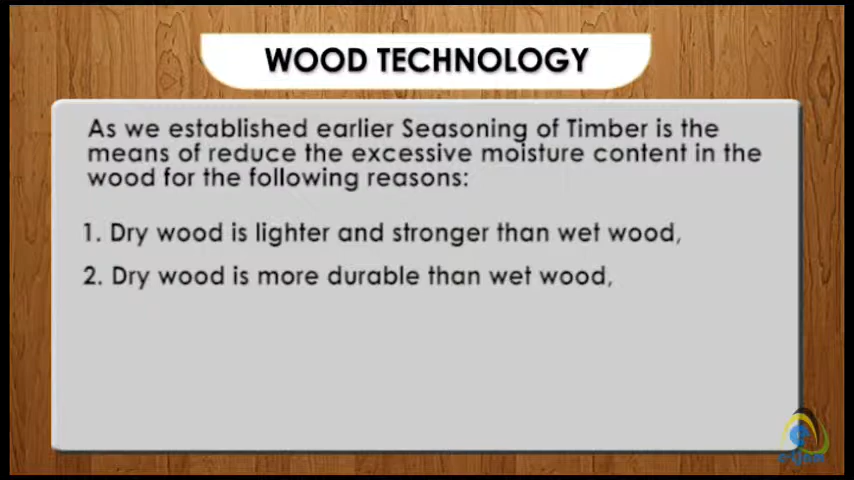 WOOD TECHNOLOGY
As we established earlier Seasoning of Timber is the
means of reduce the excessive moisture content in the
wood for the following reasons:
1. Dry wood is lighter and stronger than wet wood,
2. Dry wood is more durable than wet wood,